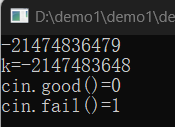 D:\demo1\demo1\de
-21474836479
k=-2147483648
cin.good()=0
cin.fail()=1